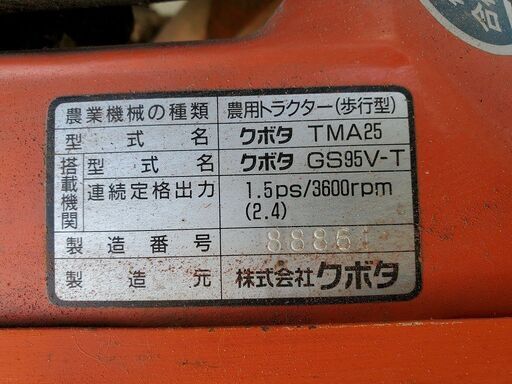 合
農業機械の種類 農用トラクター(歩行型)
型式名 クボタ TMA25
搭載機関 型式名 クボタ GS95V-T
連続定格出力 1.5ps/3600rpm
(2.4)
製造番号 88861
製造元 株式会社クボタ